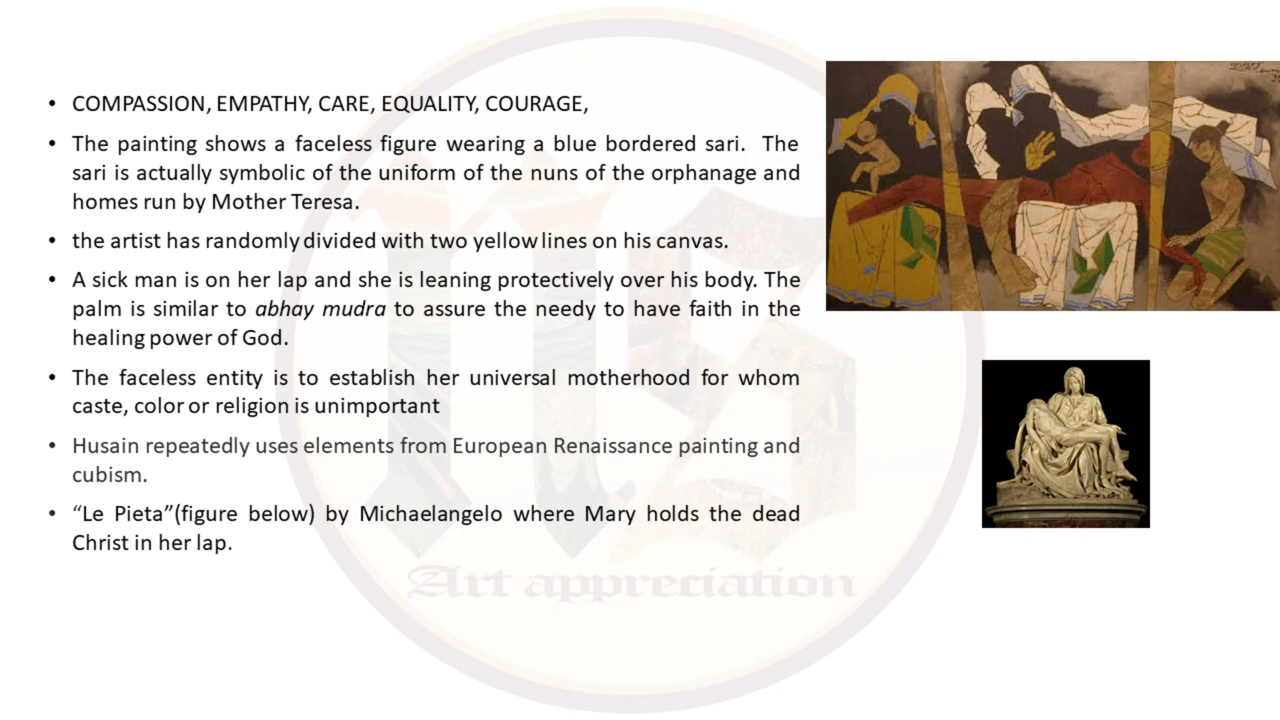 • COMPASSION, EMPATHY, CARE, EQUALITY, COURAGE,
• The painting shows a faceless figure wearing a blue bordered sari. The
sari is actually symbolic of the uniform of the nuns of the orphanage and
homes run by Mother Teresa.
• the artist has randomly divided with two yellow lines on his canvas.
• A sick man is on her lap and she is leaning protectively over his body. The
palm is similar to abhay mudra to assure the needy to have faith in the
healing power of God.
• The faceless entity is to establish her universal motherhood for whom
caste, color or religion is unimportant
• Husain repeatedly uses elements from European Renaissance painting and
cubism.
• “Le Pieta”(figure below) by Michaelangelo where Mary holds the dead
Christ in her lap.
Art appreciation